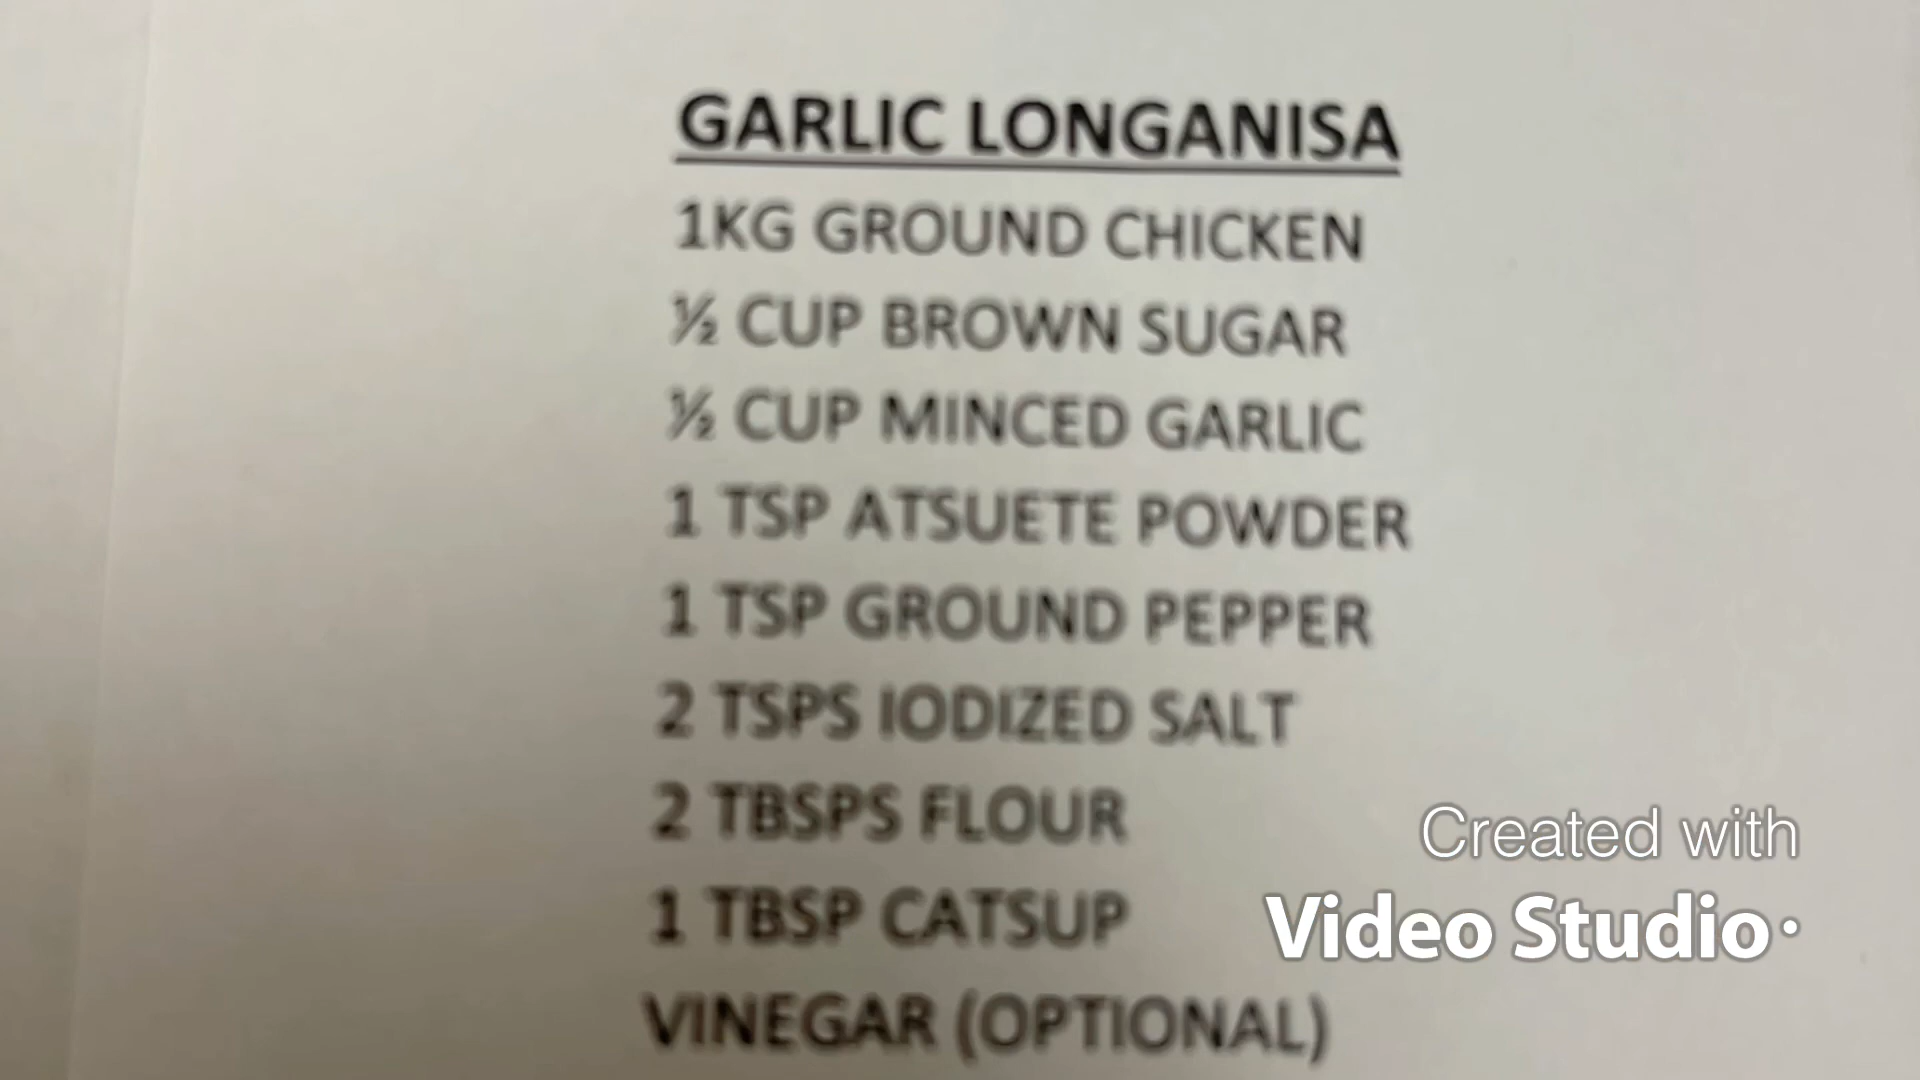 GARLIC LONGANISA
1KG GROUND CHICKEN
½ CUP BROWN SUGAR
½ CUP MINCED GARLIC
1 TSP ATSUETE POWDER
1 TSP GROUND PEPPER
2 TSPS IODIZED SALT
2 TBSPS FLOUR
1 TBSP CATSUP
VINEGAR (OPTIONAL)
Created with
Video Studio